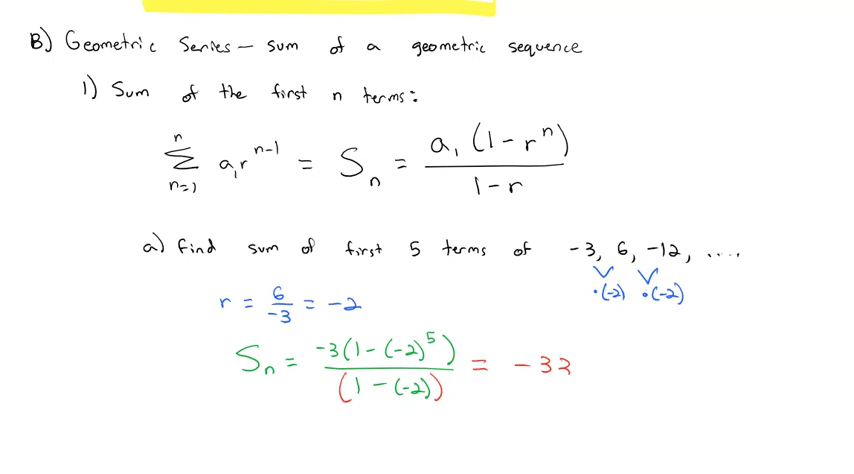 B) Geometric Series – sum of a geometric sequence
1) Sum of the first n terms:
n
∑ a₁r^(n-1) = Sₙ = a₁(1-rⁿ) / (1-r)
n=1
a) Find sum of first 5 terms of -3, 6, -12, ....
·(-2) ·(-2)
r = 6/-3 = -2
Sₙ = -3(1-(-2)⁵) / (1-(-2)) = -33